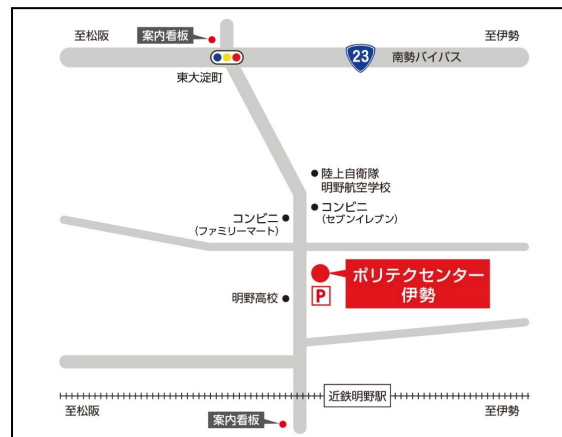 至松阪
案内看板
至伊勢
23
南勢バイパス
東大淀町
陸上自衛隊
明野航空学校
コンビニ
(セブンイレブン)
コンビニ
(ファミリーマート)
ポリテクセンター
伊勢
P
明野高校
近鉄明野駅
至松阪
至伊勢
案内看板